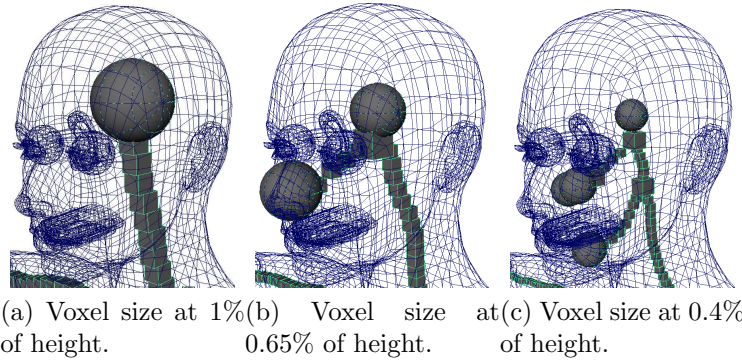 (a) Voxel size at 1%
of height.
(b) Voxel size at
0.65% of height.
(c) Voxel size at 0.4%
of height.